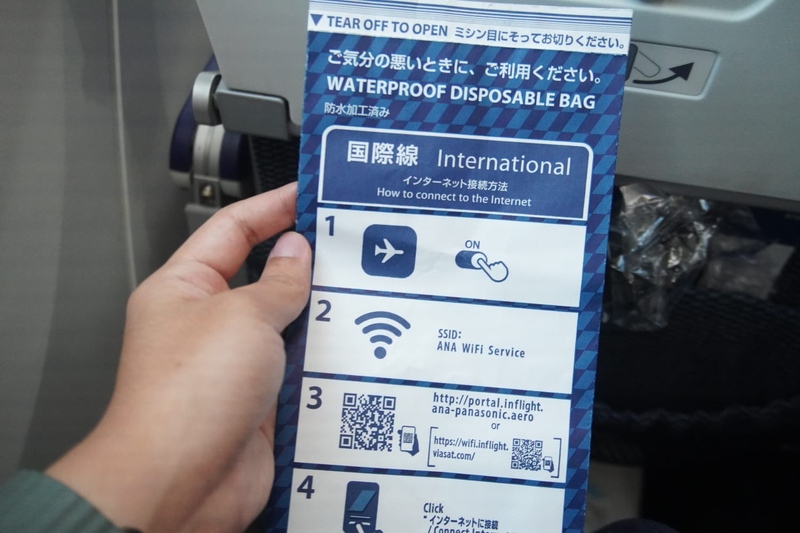 ▼ TEAR OFF TO OPEN ミシン目にそってお切りください。
ご気分の悪いときに、ご利用ください。
WATERPROOF DISPOSABLE BAG
防水加工済み
国際線 International
インターネット接続方法
How to connect to the Internet
1
ON
2
SSID:
ANA WiFi Service
3
http://portal.inflight.
ana-panasonic.aero
or
https://wifi.inflight.
viasat.com/
4
Click
"インターネットに接続